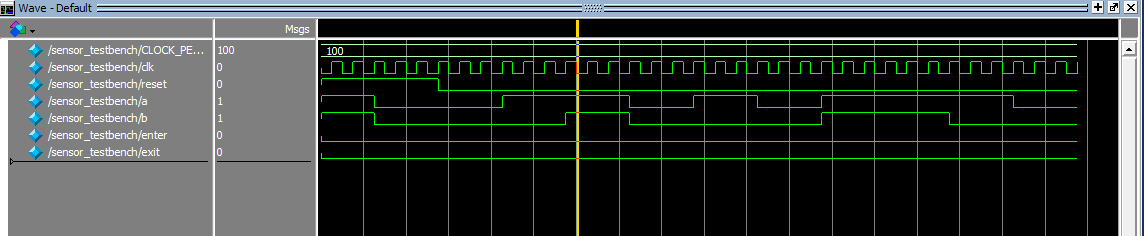 Wave - Default
Msgs
/sensor_testbench/CLOCK_PE... 100 100
/sensor_testbench/clk 0
/sensor_testbench/reset 0
/sensor_testbench/a 1
/sensor_testbench/b 1
/sensor_testbench/enter 0
/sensor_testbench/exit 0